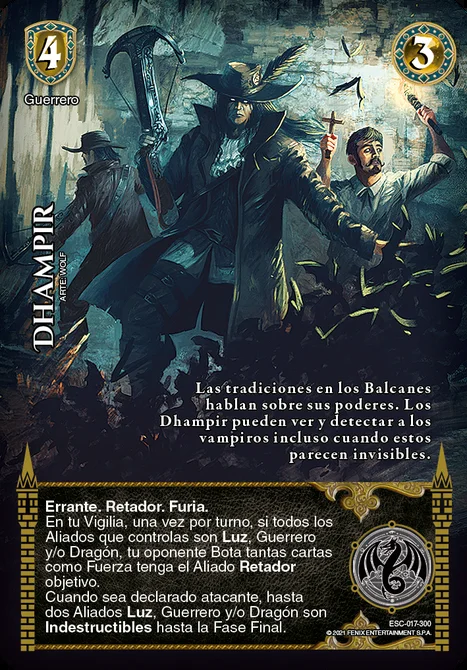 4
3
Guerrero
DHAMPIR
ARTE: WOLF
Las tradiciones en los Balcanes
hablan sobre sus poderes. Los
Dhampir pueden ver y detectar a los
vampiros incluso cuando estos
parecen invisibles.
Errante. Retador. Furia.
En tu Vigilia, una vez por turno, si todos los
Aliados que controlas son Luz, Guerrero
y/o Dragón, tu oponente Bota tantas cartas
como Fuerza tenga el Aliado Retador
objetivo.
Cuando sea declarado atacante, hasta
dos Aliados Luz, Guerrero y/o Dragón son
Indestructibles hasta la Fase Final.
ESC-017-300
© 2021 FENIX ENTERTAINMENT S.P.A.